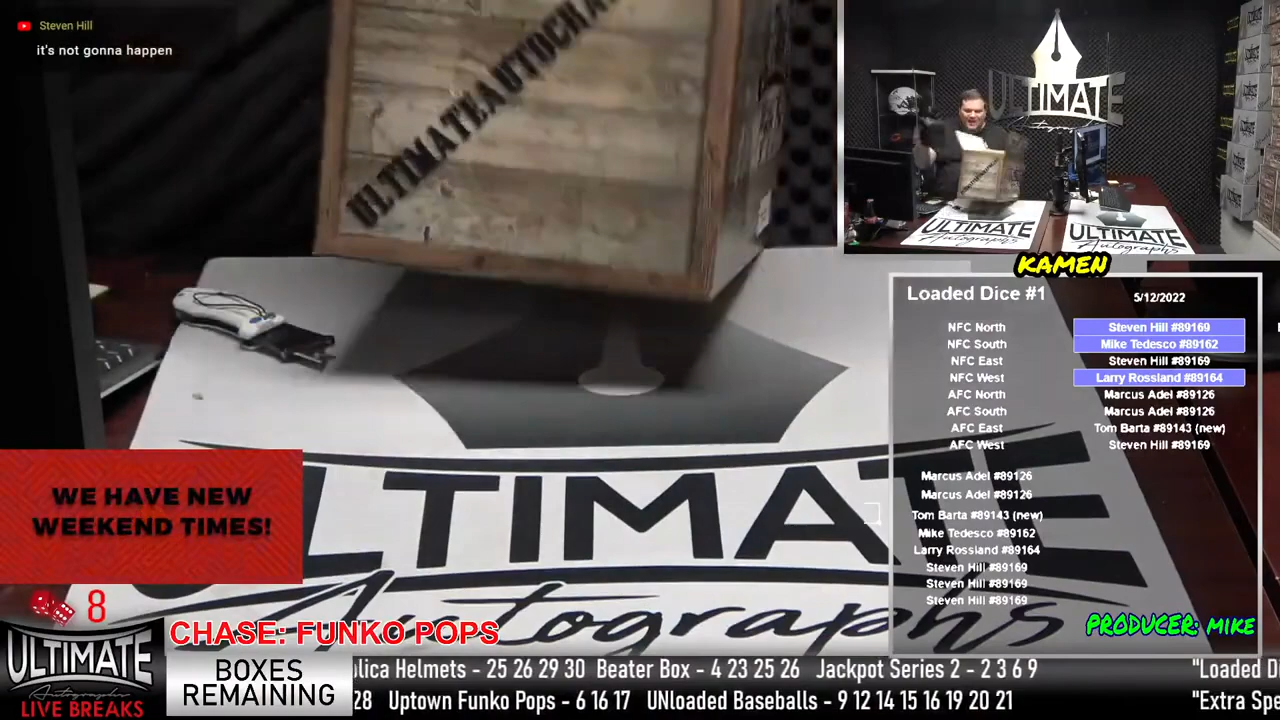 Steven Hill
it's not gonna happen
ULTIMATEAUTOCHA
ULTIMATE
Autographs
ULTIMATE
Autographs
ULTIMATE
Autographs
KAMEN
Loaded Dice #1
5/12/2022
NFC North Steven Hill #89169
NFC South Mike Tedesco #89162
NFC East Steven Hill #89169
NFC West Larry Rossland #89164
AFC North Marcus Adel #89126
AFC South Marcus Adel #89126
AFC East Tom Barta #89143 (new)
AFC West Steven Hill #89169
Marcus Adel #89126
Marcus Adel #89126
Tom Barta #89143 (new)
Mike Tedesco #89162
Larry Rossland #89164
Steven Hill #89169
Steven Hill #89169
Steven Hill #89169
PRODUCER: MIKE
WE HAVE NEW
WEEKEND TIMES!
ULTIMATE
Autographs
8
CHASE: FUNKO POPS
ULTIMATE
Autographs
LIVE BREAKS
BOXES
REMAINING
lica Helmets - 25 26 29 30 Beater Box - 4 23 25 26 Jackpot Series 2 - 2 3 6 9 "Loaded D
28 Uptown Funko Pops - 6 16 17 UNloaded Baseballs - 9 12 14 15 16 19 20 21 "Extra Spe